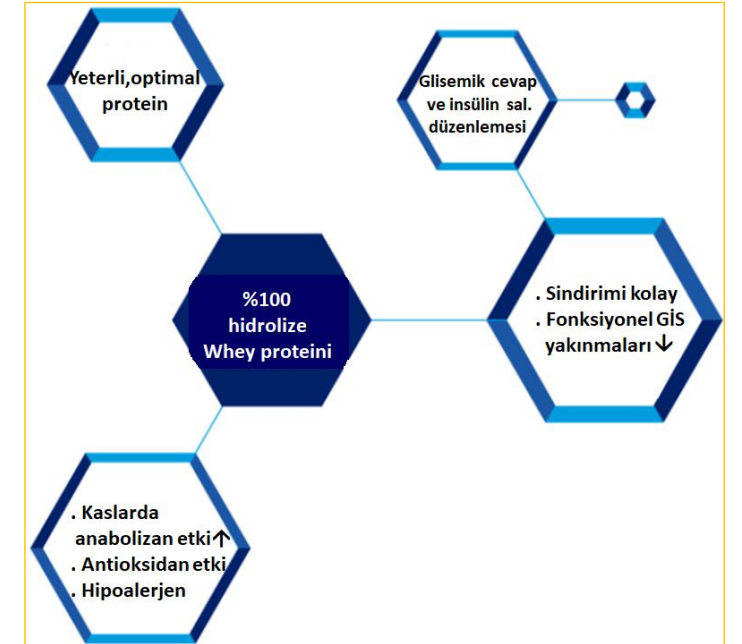 Yeterli,optimal
protein
Glisemik cevap
ve insülin sal.
düzenlemesi
%100
hidrolize
Whey proteini
. Sindirimi kolay
. Fonksiyonel GİS
yakınmaları ↓
. Kaslarda
anabolizan etki ↑
. Antioksidan etki
. Hipoalerjen